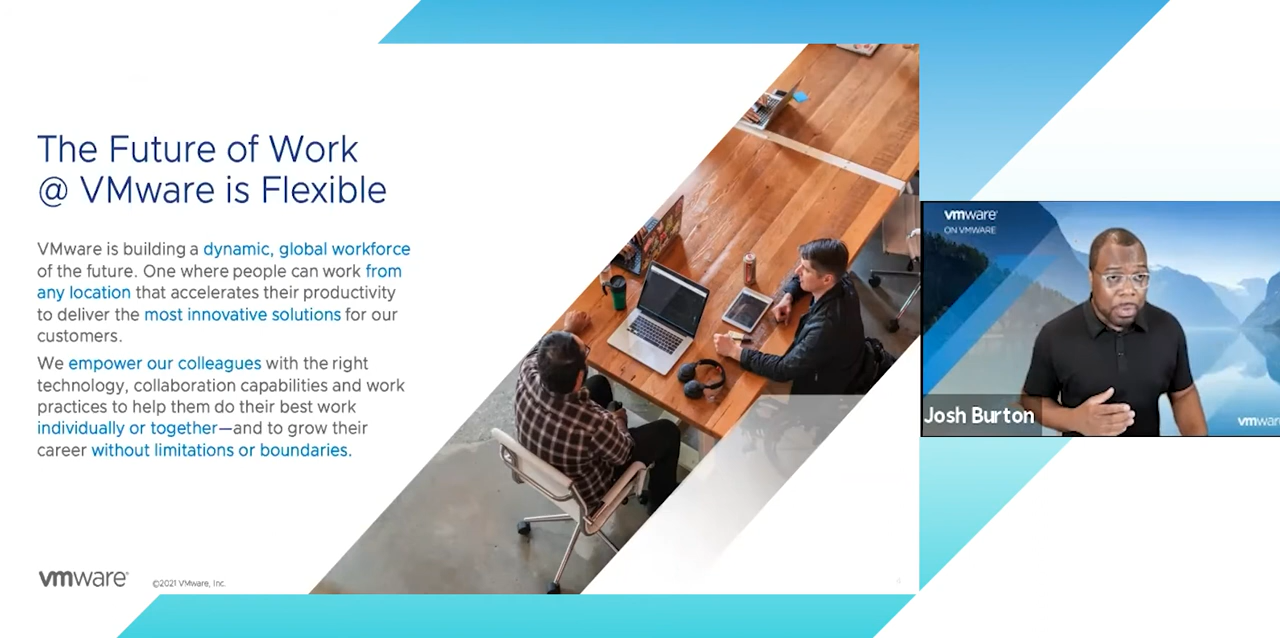 The Future of Work
@ VMware is Flexible
VMware is building a dynamic, global workforce
of the future. One where people can work from
any location that accelerates their productivity
to deliver the most innovative solutions for our
customers.
We empower our colleagues with the right
technology, collaboration capabilities and work
practices to help them do their best work
individually or together—and to grow their
career without limitations or boundaries.
vmware®
©2021 VMware, Inc.
4
vmware®
ON VMWARE
Josh Burton
vmwar